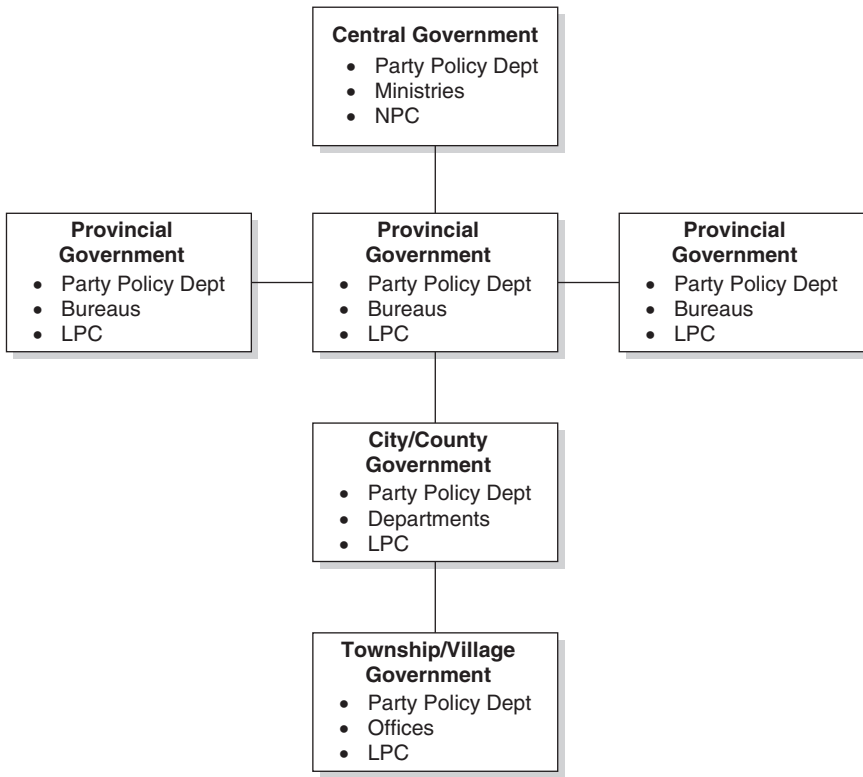 Central Government
• Party Policy Dept
• Ministries
• NPC
Provincial
Government
• Party Policy Dept
• Bureaus
• LPC
Provincial
Government
• Party Policy Dept
• Bureaus
• LPC
Provincial
Government
• Party Policy Dept
• Bureaus
• LPC
City/County
Government
• Party Policy Dept
• Departments
• LPC
Township/Village
Government
• Party Policy Dept
• Offices
• LPC